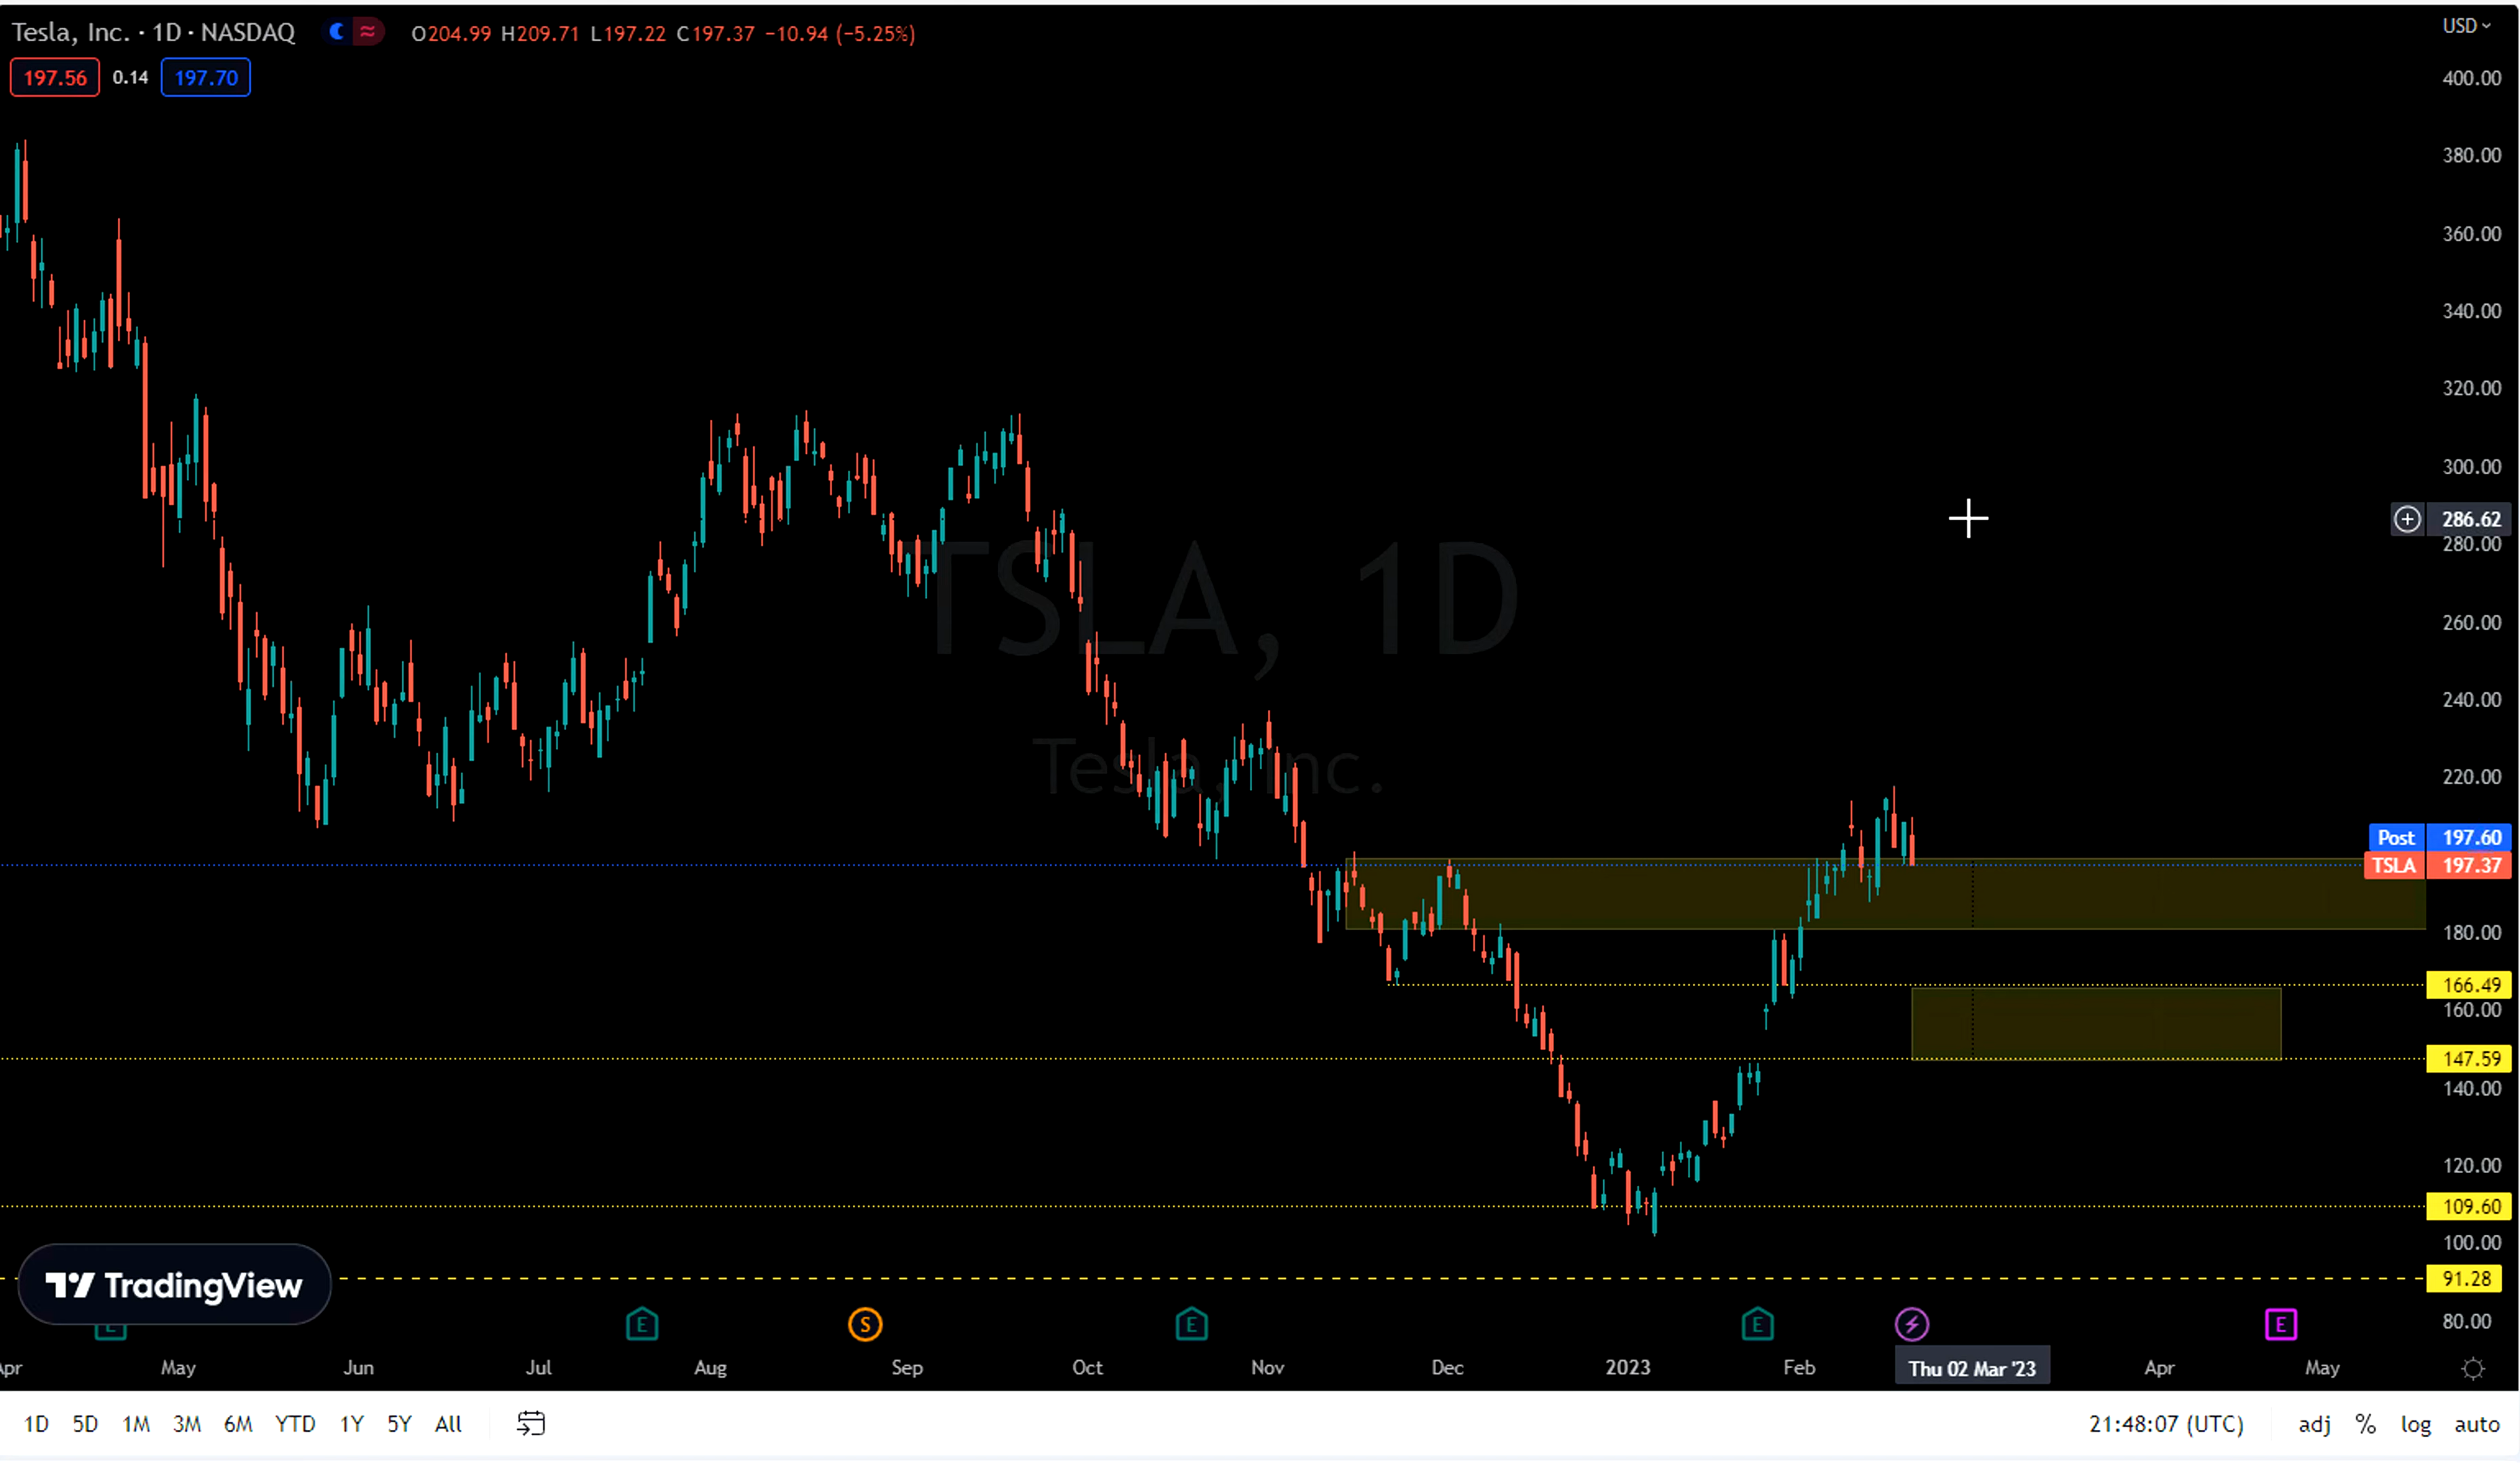 Tesla, Inc. · 1D · NASDAQ O204.99 H209.71 L197.22 C197.37 −10.94 (−5.25%)
USD
197.56 0.14 197.70
400.00
380.00
360.00
340.00
320.00
300.00
286.62
280.00
TSLA, 1D
260.00
240.00
Tesla, Inc.
220.00
Post 197.60
TSLA 197.37
180.00
166.49
160.00
147.59
140.00
120.00
109.60
100.00
91.28
TradingView
80.00
E E S E E E
Apr May Jun Jul Aug Sep Oct Nov Dec 2023 Feb Thu 02 Mar '23 Apr May
1D 5D 1M 3M 6M YTD 1Y 5Y All 21:48:07 (UTC) adj % log auto